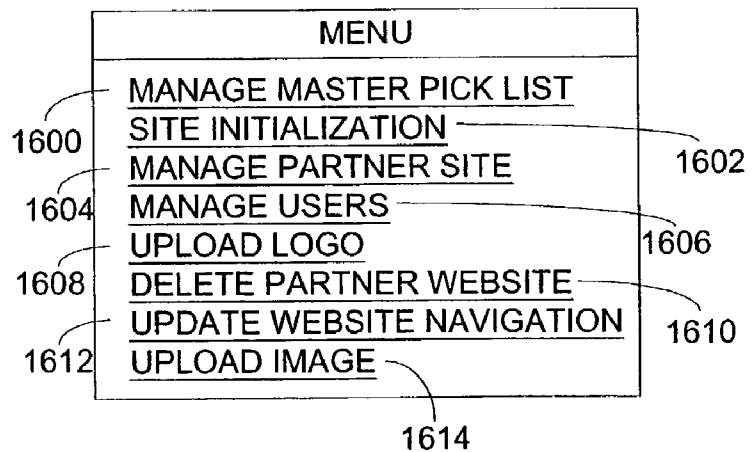 MENU
MANAGE MASTER PICK LIST
1600
SITE INITIALIZATION
1602
MANAGE PARTNER SITE
1604
MANAGE USERS
1606
UPLOAD LOGO
1608
DELETE PARTNER WEBSITE
1610
UPDATE WEBSITE NAVIGATION
1612
UPLOAD IMAGE
1614